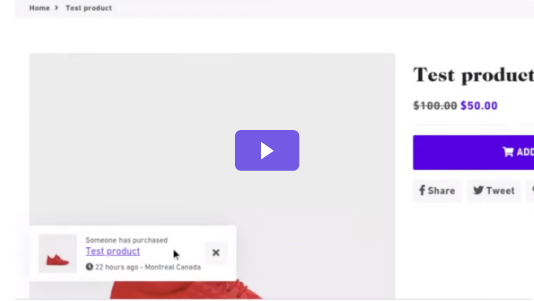 Home > Test product
Test product
$100.00 $50.00
Share Tweet
Someone has purchased
Test product
22 hours ago - Montreal Canada